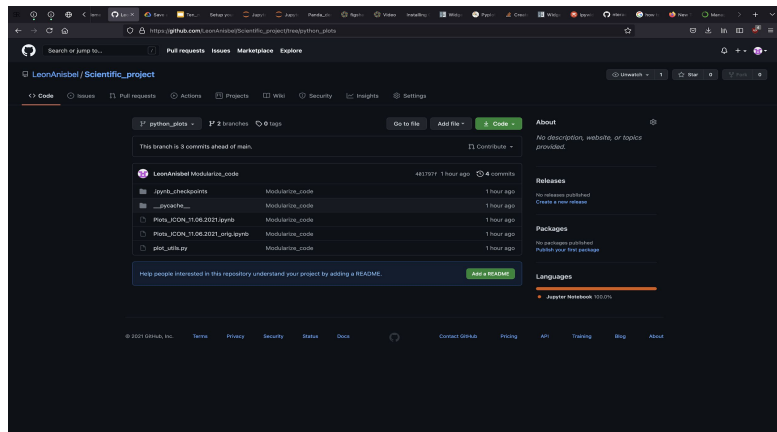 https://github.com/LeonAnisbel/Scientific_project/tree/python_plots
Search or jump to... / Pull requests Issues Marketplace Explore
LeonAnisbel / Scientific_project
Unwatch 1 Star 0 Fork 0
Code Issues Pull requests Actions Projects Wiki Security Insights Settings
python_plots 2 branches 0 tags Go to file Add file Code
This branch is 3 commits ahead of main. Contribute
LeonAnisbel Modularize_code 1 hour ago 4 commits
.ipynb_checkpoints Modularize_code 1 hour ago
__pycache__ Modularize_code 1 hour ago
Plots_ICON_11.06.2021.ipynb Modularize_code 1 hour ago
Plots_ICON_11.06.2021_orig.ipynb Modularize_code 1 hour ago
plot_utils.py Modularize_code 1 hour ago
Help people interested in this repository understand your project by adding a README. Add a README
About
No description, website, or topics
provided.
Releases
No releases published
Create a new release
Packages
No packages published
Publish your first package
Languages
Jupyter Notebook 100.0%
© 2021 GitHub, Inc. Terms Privacy Security Status Docs Contact GitHub Pricing API Training Blog About